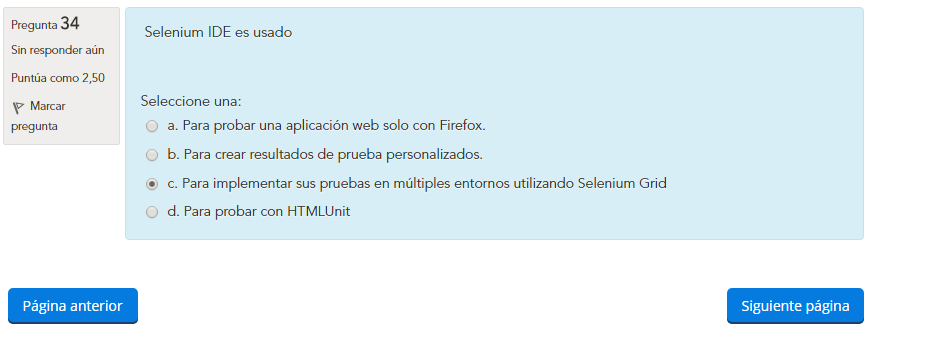 Pregunta 34
Sin responder aún
Puntúa como 2,50
Marcar
pregunta
Selenium IDE es usado
Seleccione una:
a. Para probar una aplicación web solo con Firefox.
b. Para crear resultados de prueba personalizados.
c. Para implementar sus pruebas en múltiples entornos utilizando Selenium Grid
d. Para probar con HTMLUnit
Página anterior
Siguiente página